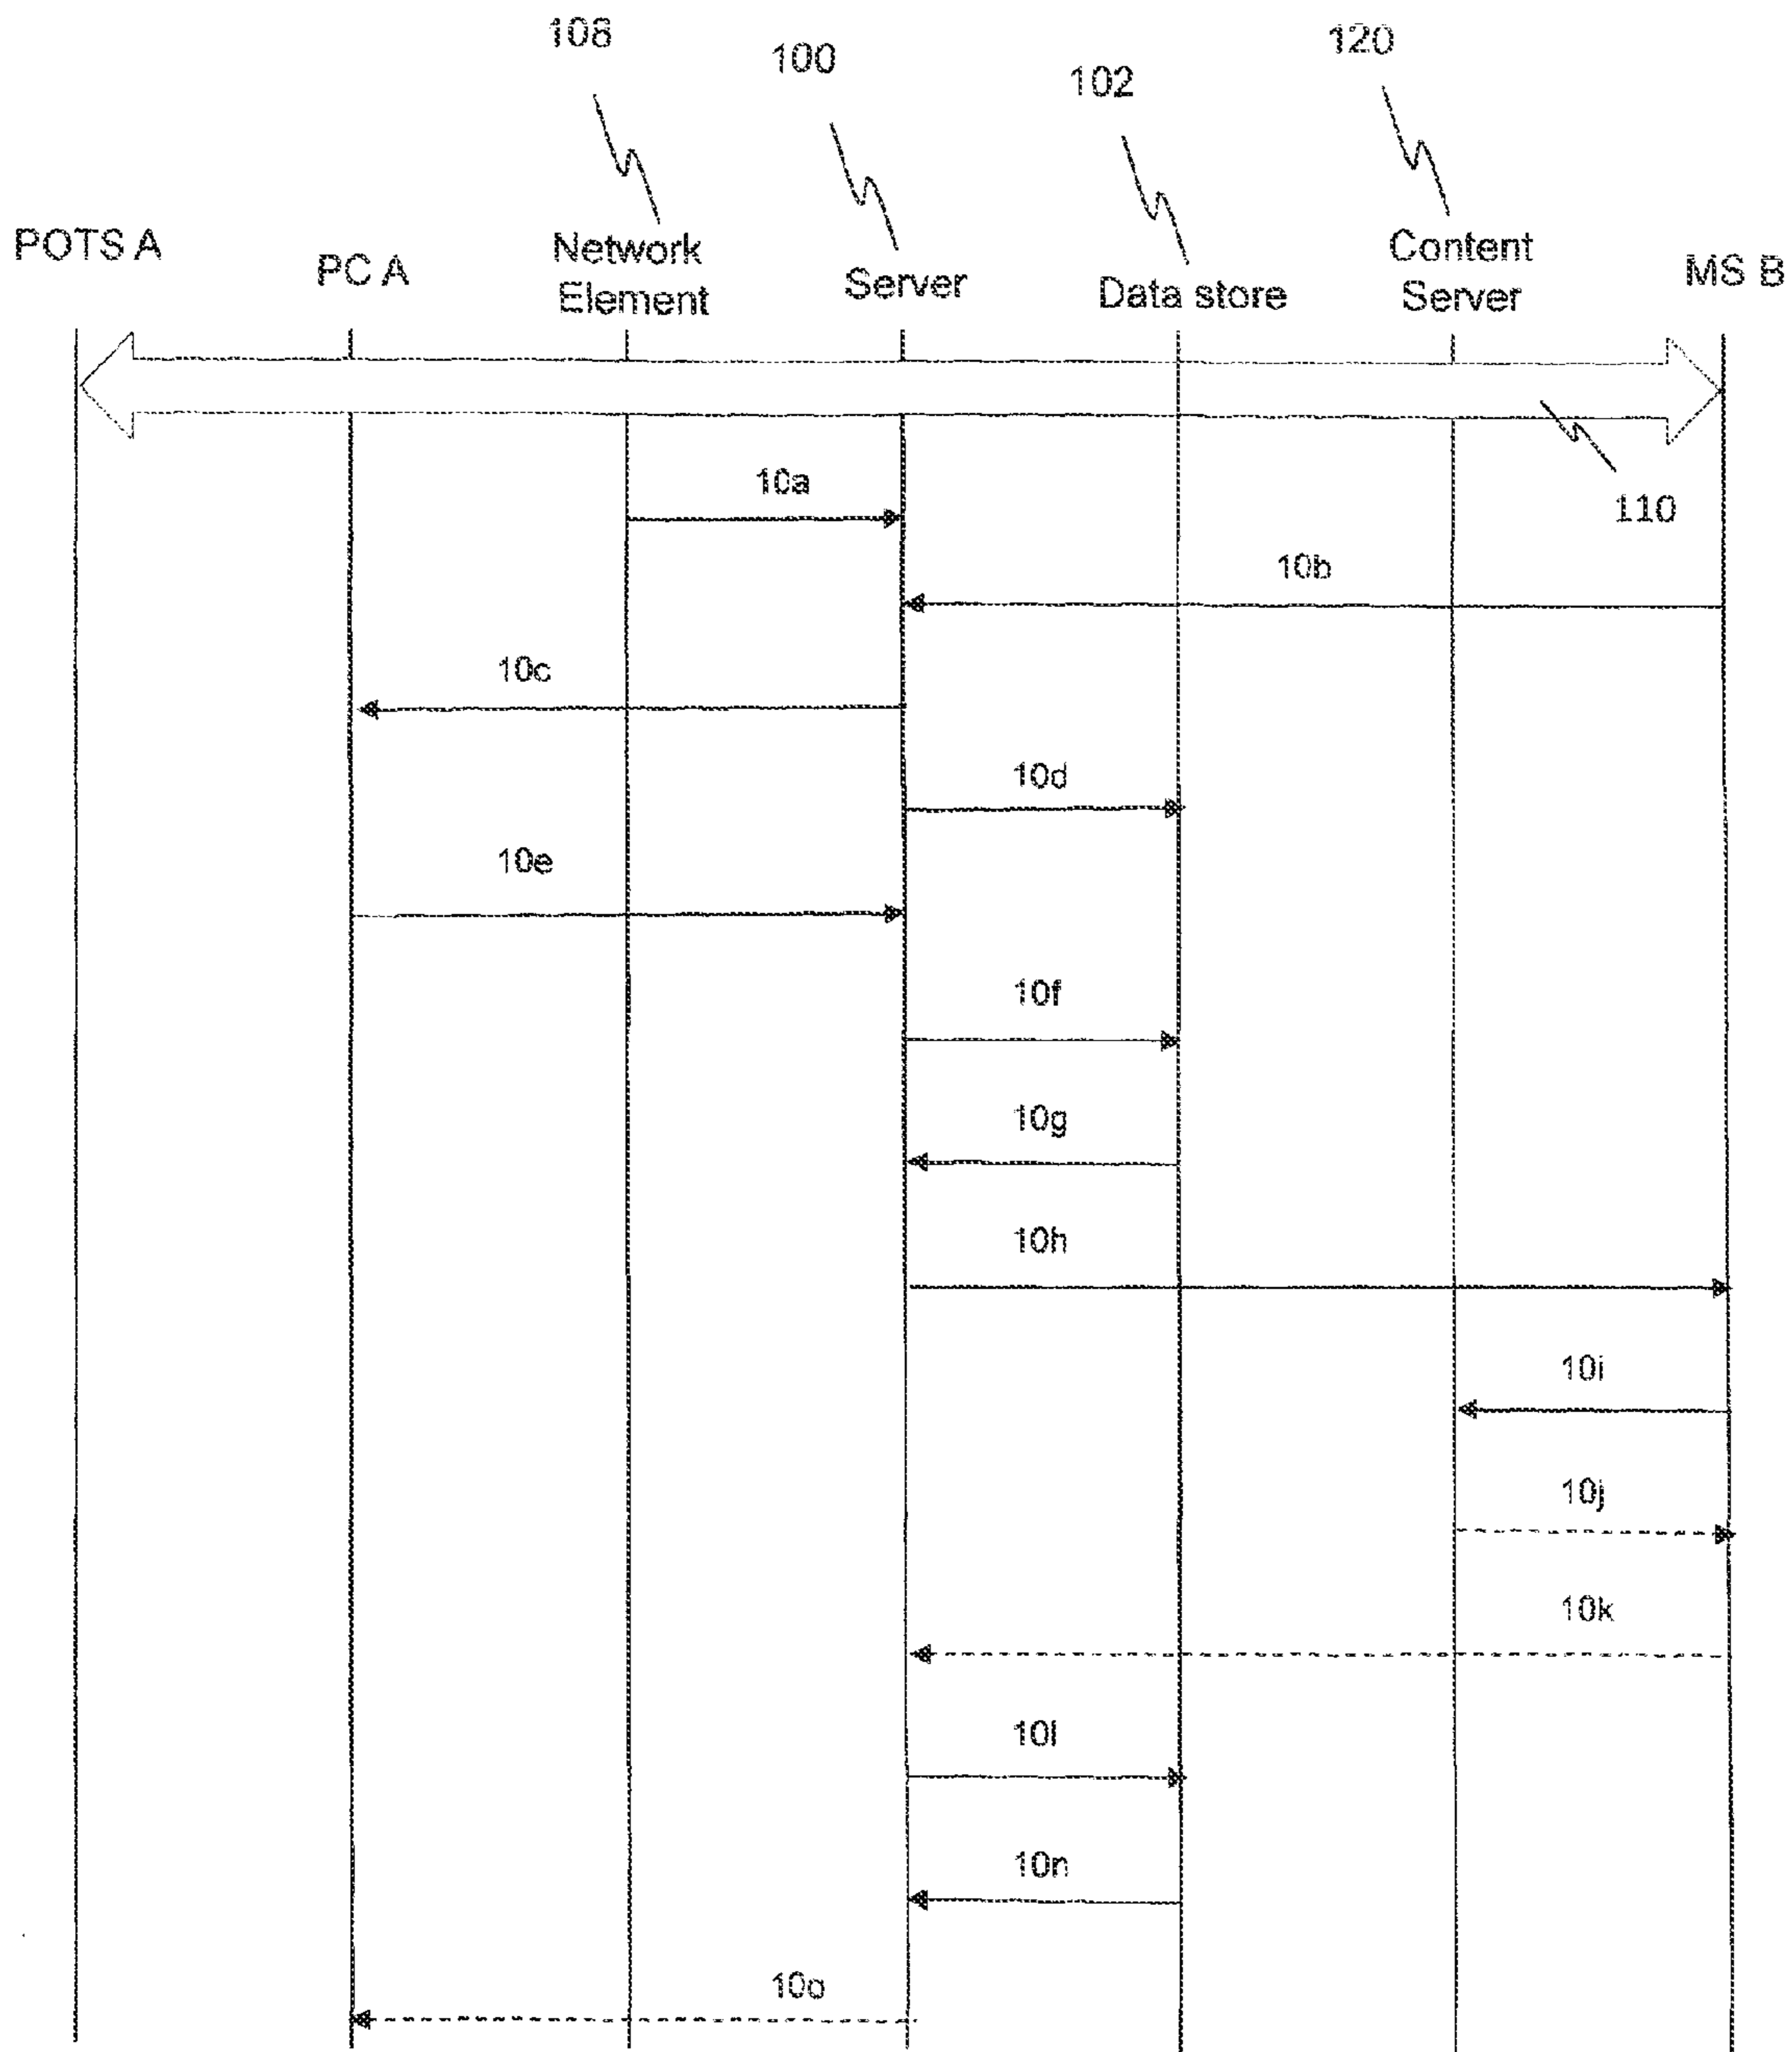 108
100
102
120
POTS A
PC A
Network
Element
Server
Data store
Content
Server
MS B
110
10a
10b
10c
10d
10e
10f
10g
10h
10i
10j
10k
10l
10n
10o